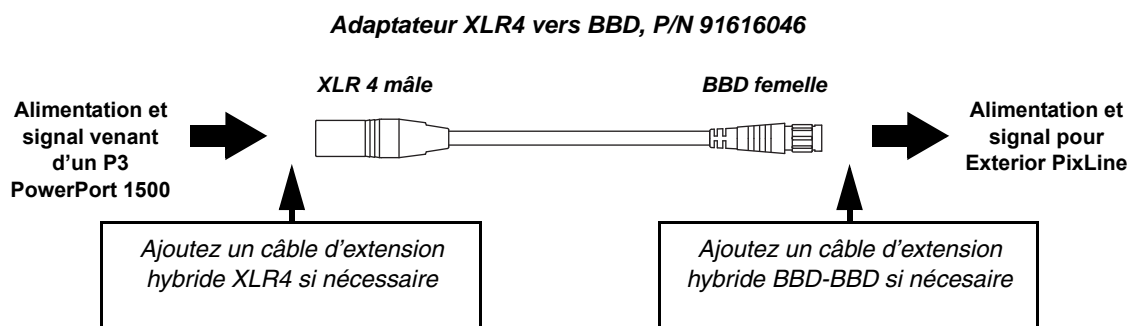 Adaptateur XLR4 vers BBD, P/N 91616046
XLR 4 mâle
BBD femelle
Alimentation et
signal venant
d’un P3
PowerPort 1500
Alimentation et
signal pour
Exterior PixLine
Ajoutez un câble d’extension
hybride XLR4 si nécessaire
Ajoutez un câble d’extension
hybride BBD-BBD si nécesaire